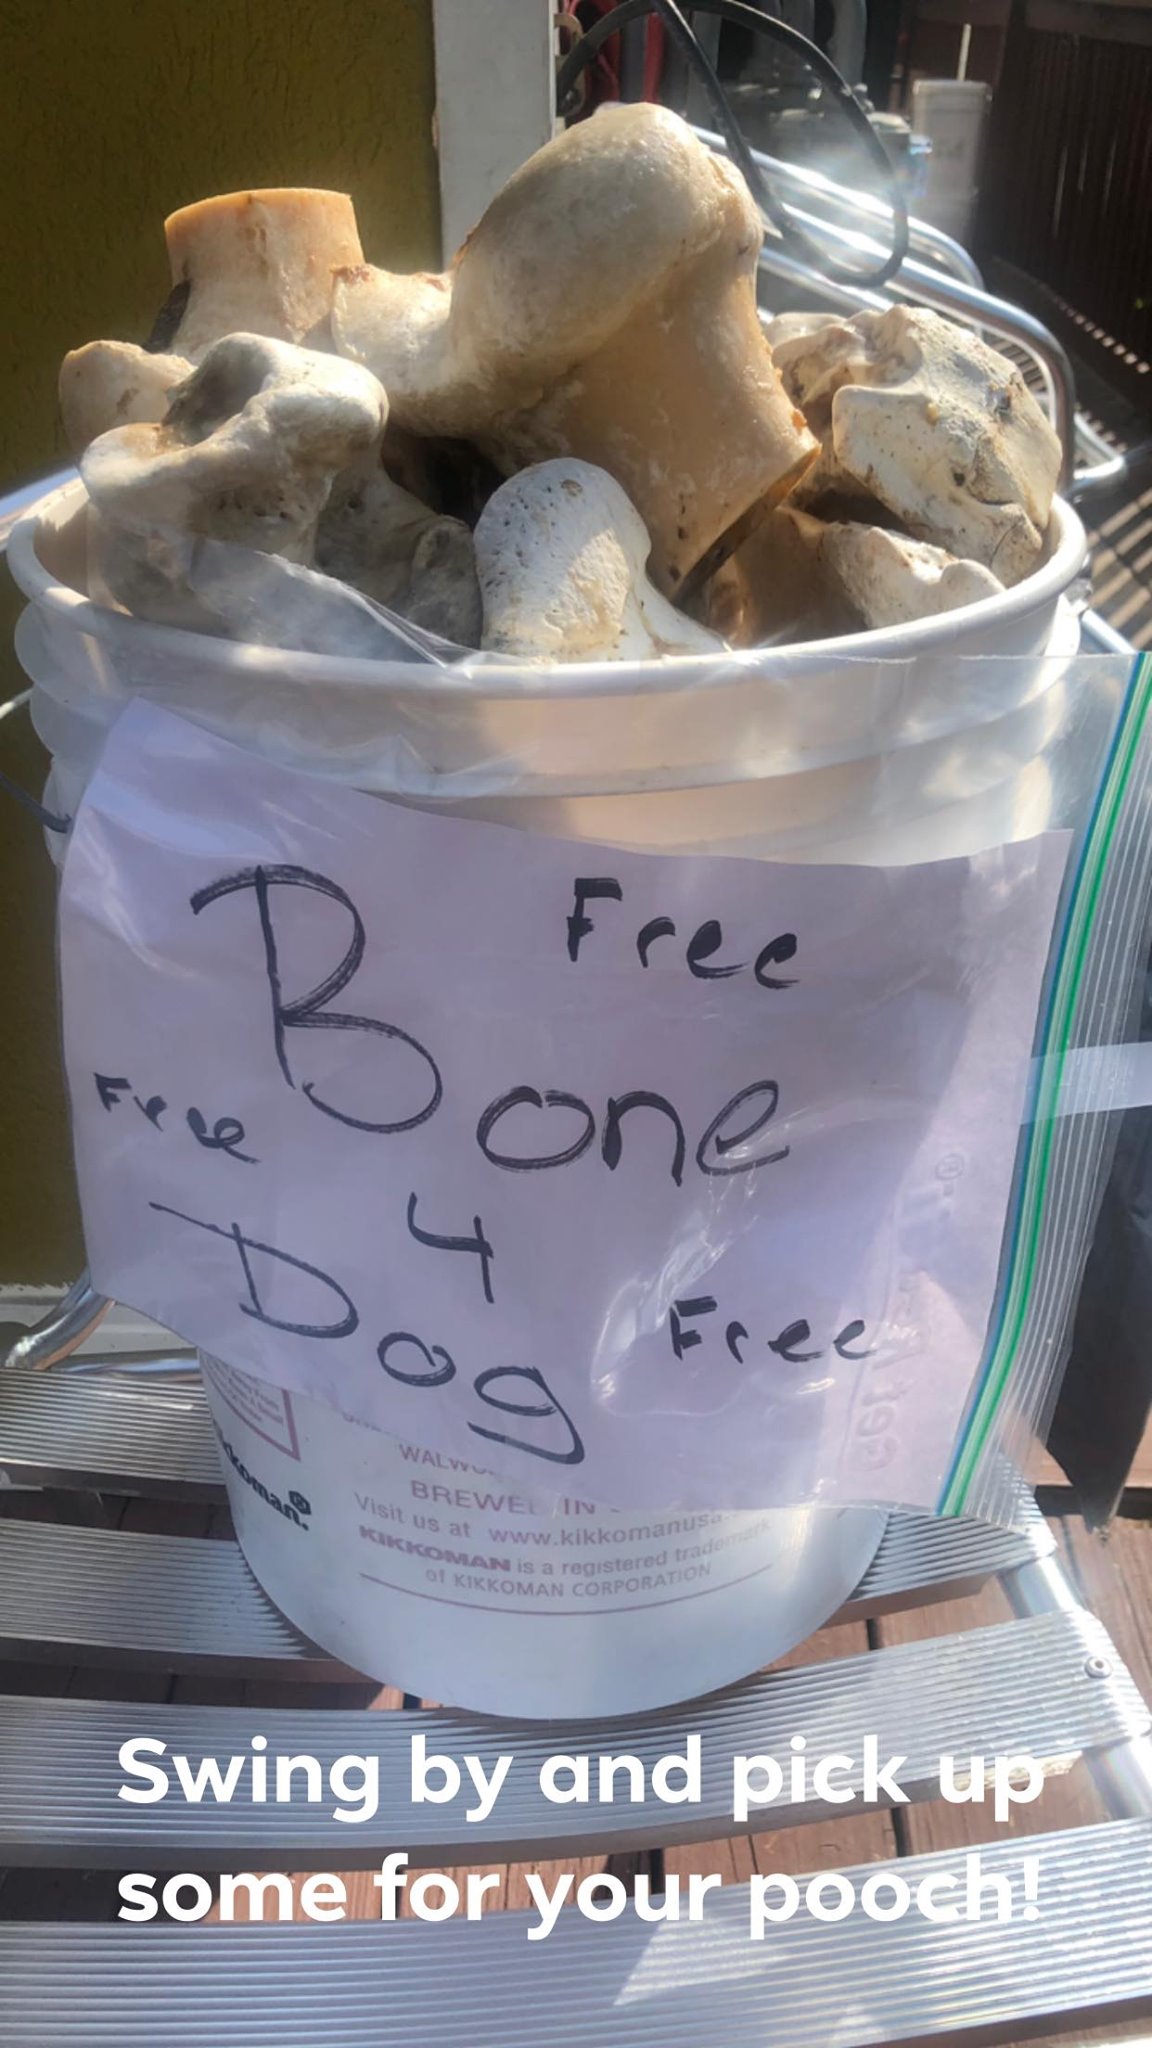 Free
Bone
Free
4
Dog
Free
BREWED IN
Visit us at www.kikkomanusa.
KIKKOMAN is a registered trademark
of KIKKOMAN CORPORATION
Swing by and pick up
some for your pooch!